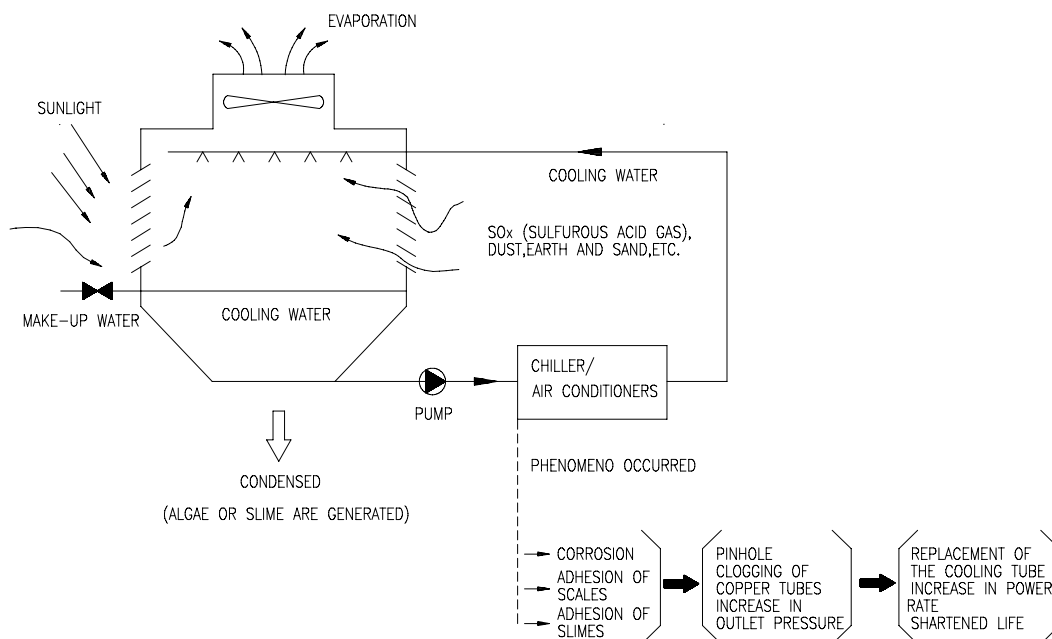 EVAPORATION
SUNLIGHT
COOLING WATER
SOx (SULFUROUS ACID GAS),
DUST,EARTH AND SAND,ETC.
MAKE-UP WATER
COOLING WATER
CHILLER/
AIR CONDITIONERS
PUMP
CONDENSED
(ALGAE OR SLIME ARE GENERATED)
PHENOMENO OCCURRED
CORROSION
ADHESION OF
SCALES
ADHESION OF
SLIMES
PINHOLE
CLOGGING OF
COPPER TUBES
INCREASE IN
OUTLET PRESSURE
REPLACEMENT OF
THE COOLING TUBE
INCREASE IN POWER
RATE
SHARTENED LIFE